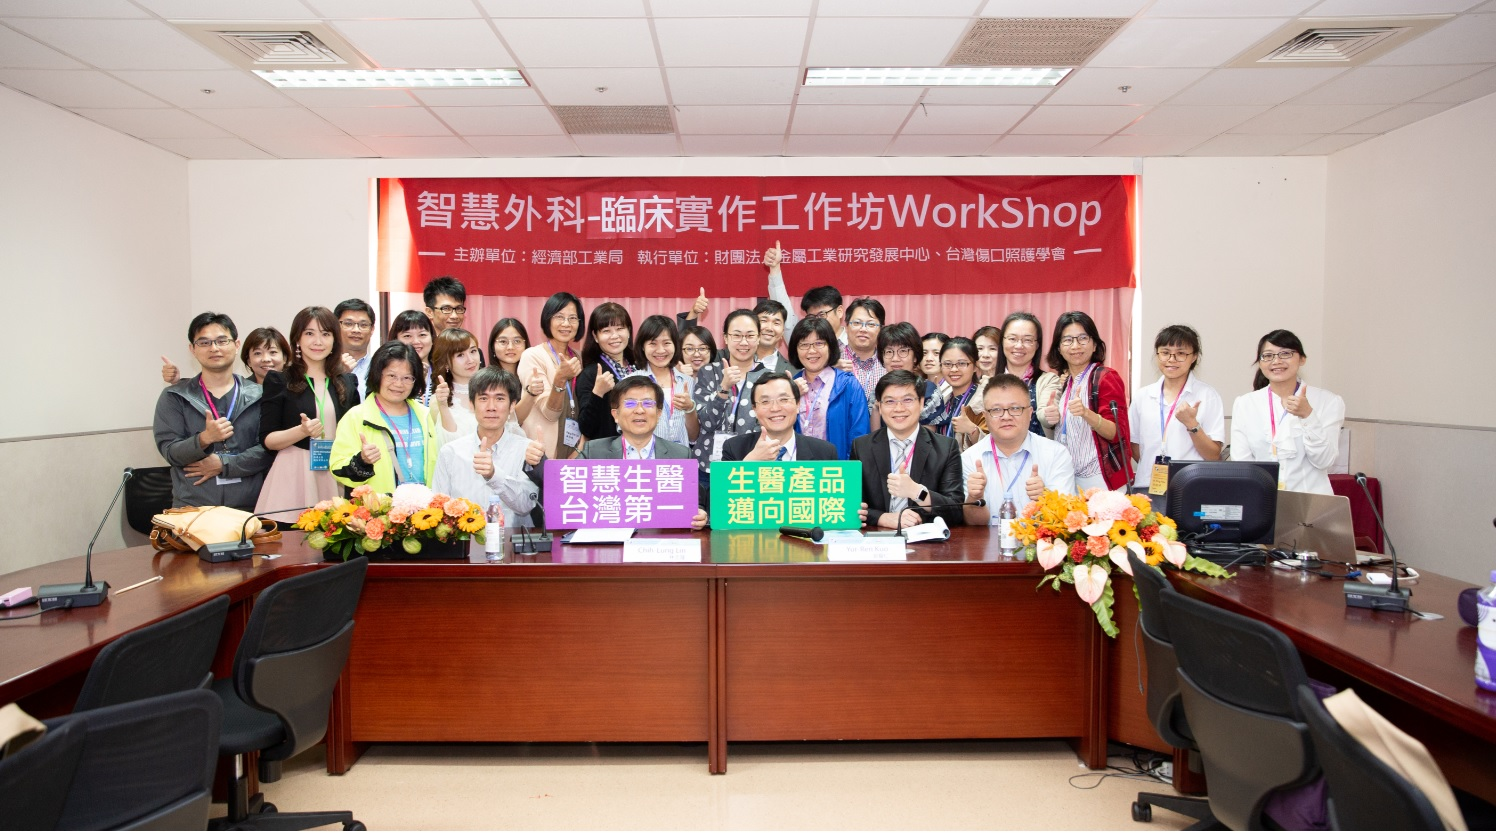 智慧外科-臨床實作工作坊WorkShop
主辦單位：經濟部工業局 執行單位：財團法人金屬工業研究發展中心、台灣傷口照護學會
智慧生醫
台灣第一
生醫產品
邁向國際